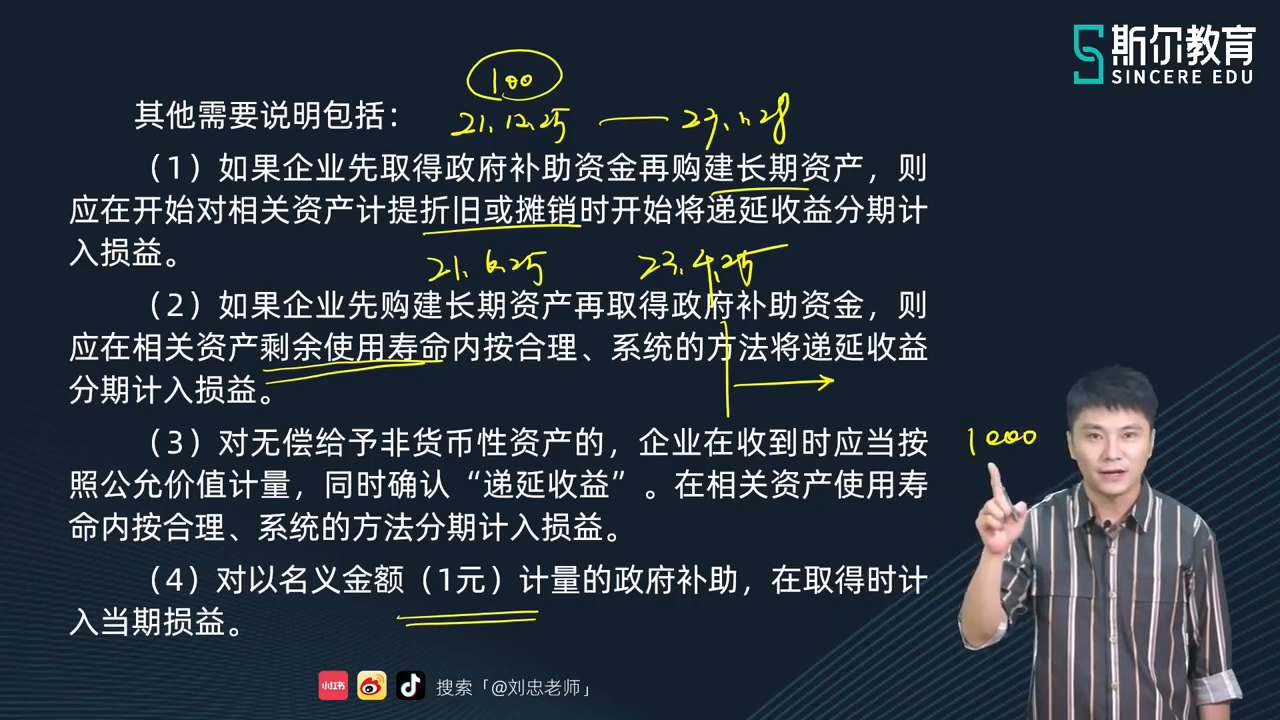 斯尔教育
SINCERE EDU
100
其他需要说明包括：
21.12.25 —— 23.1.28
（1）如果企业先取得政府补助资金再购建长期资产，则
应在开始对相关资产计提折旧或摊销时开始将递延收益分期计
入损益。
21.6.25 23.4.25
（2）如果企业先购建长期资产再取得政府补助资金，则
应在相关资产剩余使用寿命内按合理、系统的方法将递延收益
分期计入损益。
（3）对无偿给予非货币性资产的，企业在收到时应当按
照公允价值计量，同时确认“递延收益”。在相关资产使用寿
命内按合理、系统的方法分期计入损益。
1000
（4）对以名义金额（1元）计量的政府补助，在取得时计
入当期损益。
小红书
搜索「@刘忠老师」